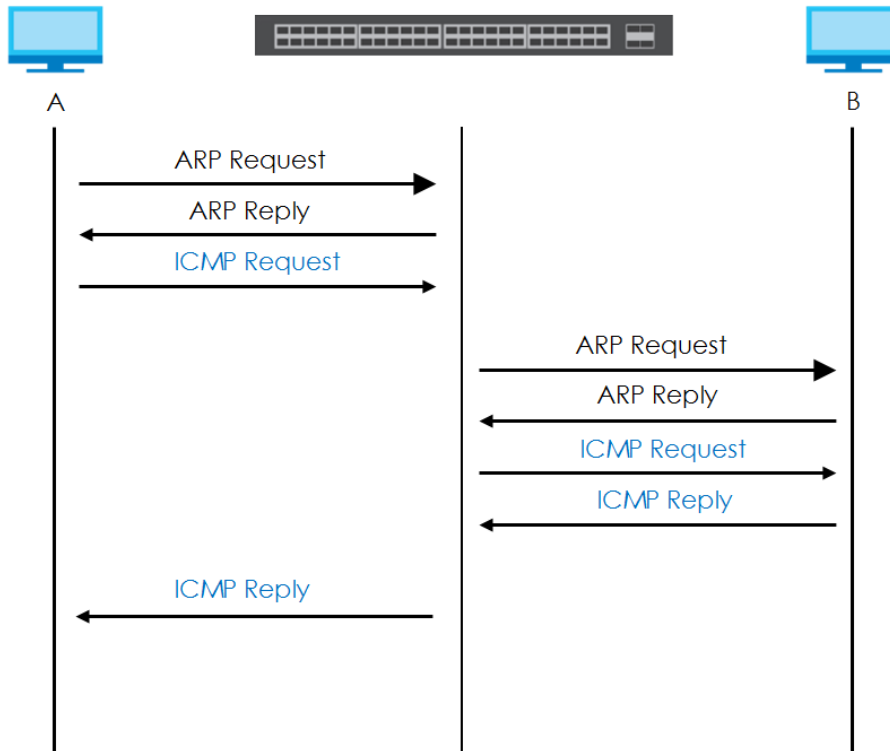 A
B
ARP Request
ARP Reply
ICMP Request
ARP Request
ARP Reply
ICMP Request
ICMP Reply
ICMP Reply